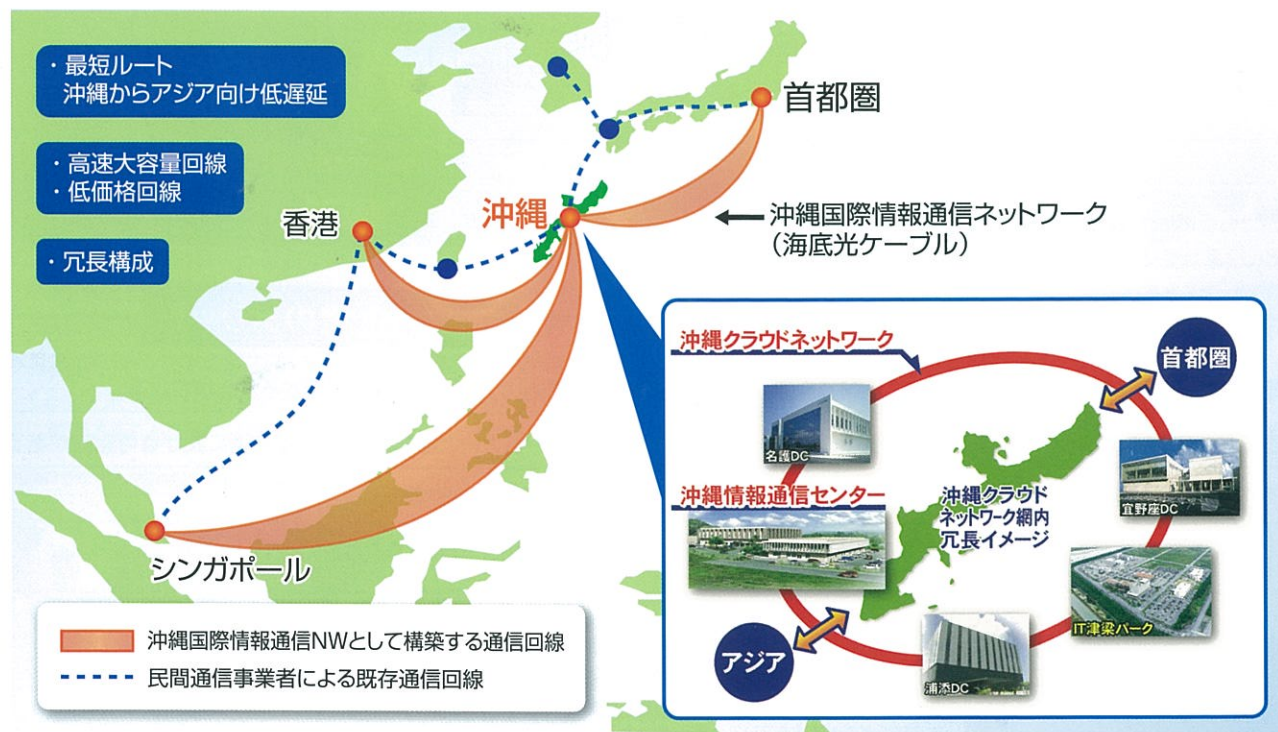 ・最短ルート
沖縄からアジア向け低遅延
・高速大容量回線
・低価格回線
・冗長構成
首都圏
沖縄
香港
シンガポール
沖縄国際情報通信ネットワーク
（海底光ケーブル）
沖縄国際情報通信NWとして構築する通信回線
民間通信事業者による既存通信回線
沖縄クラウドネットワーク
首都圏
名護DC
沖縄情報通信センター
沖縄クラウド
ネットワーク網内
冗長イメージ
宜野座DC
IT津梁パーク
アジア
浦添DC